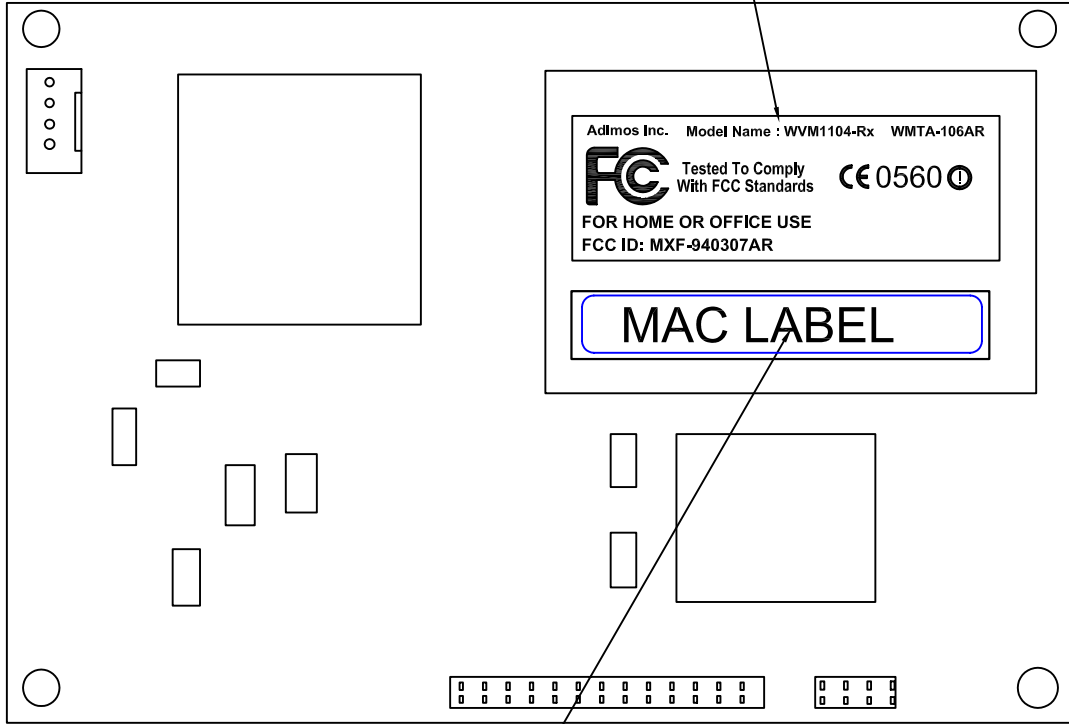 Adimos Inc. Model Name : WVM1104-Rx WMTA-106AR
FC Tested To Comply
With FCC Standards
CE 0560
FOR HOME OR OFFICE USE
FCC ID: MXF-940307AR
MAC LABEL